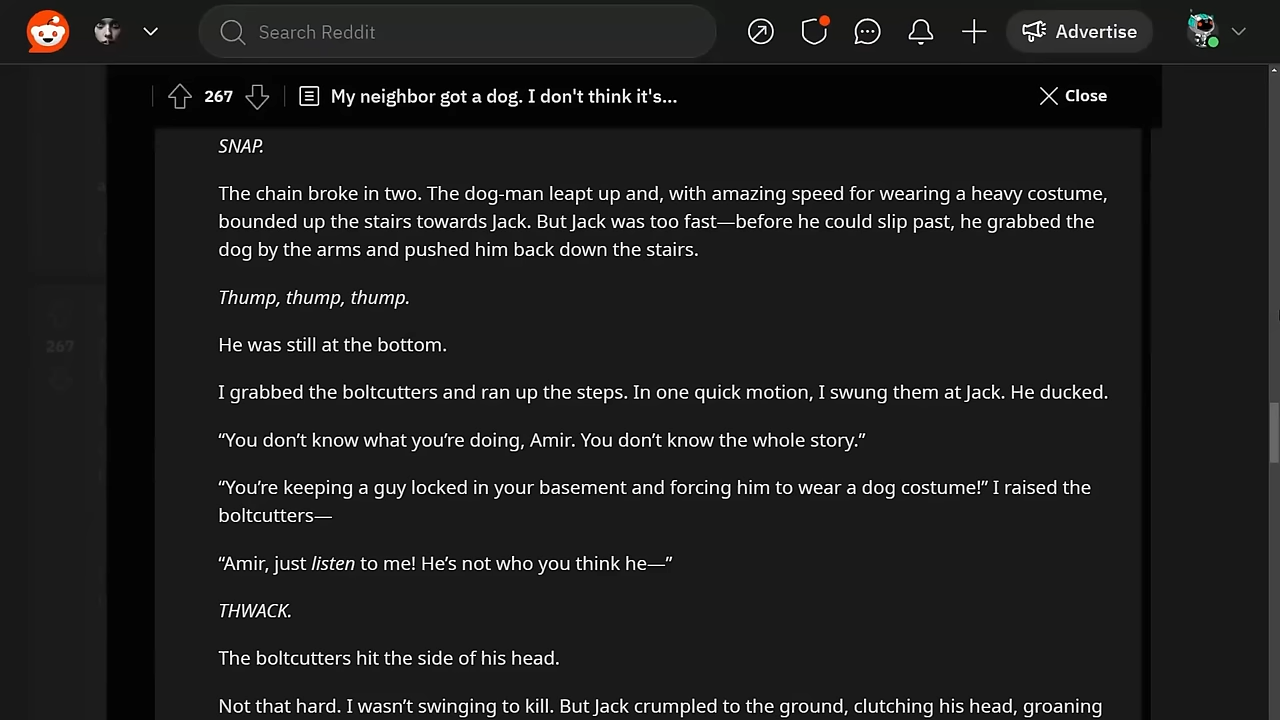 Search Reddit
Advertise
267
My neighbor got a dog. I don't think it's...
Close
SNAP.
The chain broke in two. The dog-man leapt up and, with amazing speed for wearing a heavy costume,
bounded up the stairs towards Jack. But Jack was too fast—before he could slip past, he grabbed the
dog by the arms and pushed him back down the stairs.
Thump, thump, thump.
267
He was still at the bottom.
I grabbed the boltcutters and ran up the steps. In one quick motion, I swung them at Jack. He ducked.
“You don’t know what you’re doing, Amir. You don’t know the whole story.”
“You’re keeping a guy locked in your basement and forcing him to wear a dog costume!” I raised the
boltcutters—
“Amir, just listen to me! He’s not who you think he—”
THWACK.
The boltcutters hit the side of his head.
Not that hard. I wasn’t swinging to kill. But Jack crumpled to the ground, clutching his head, groaning